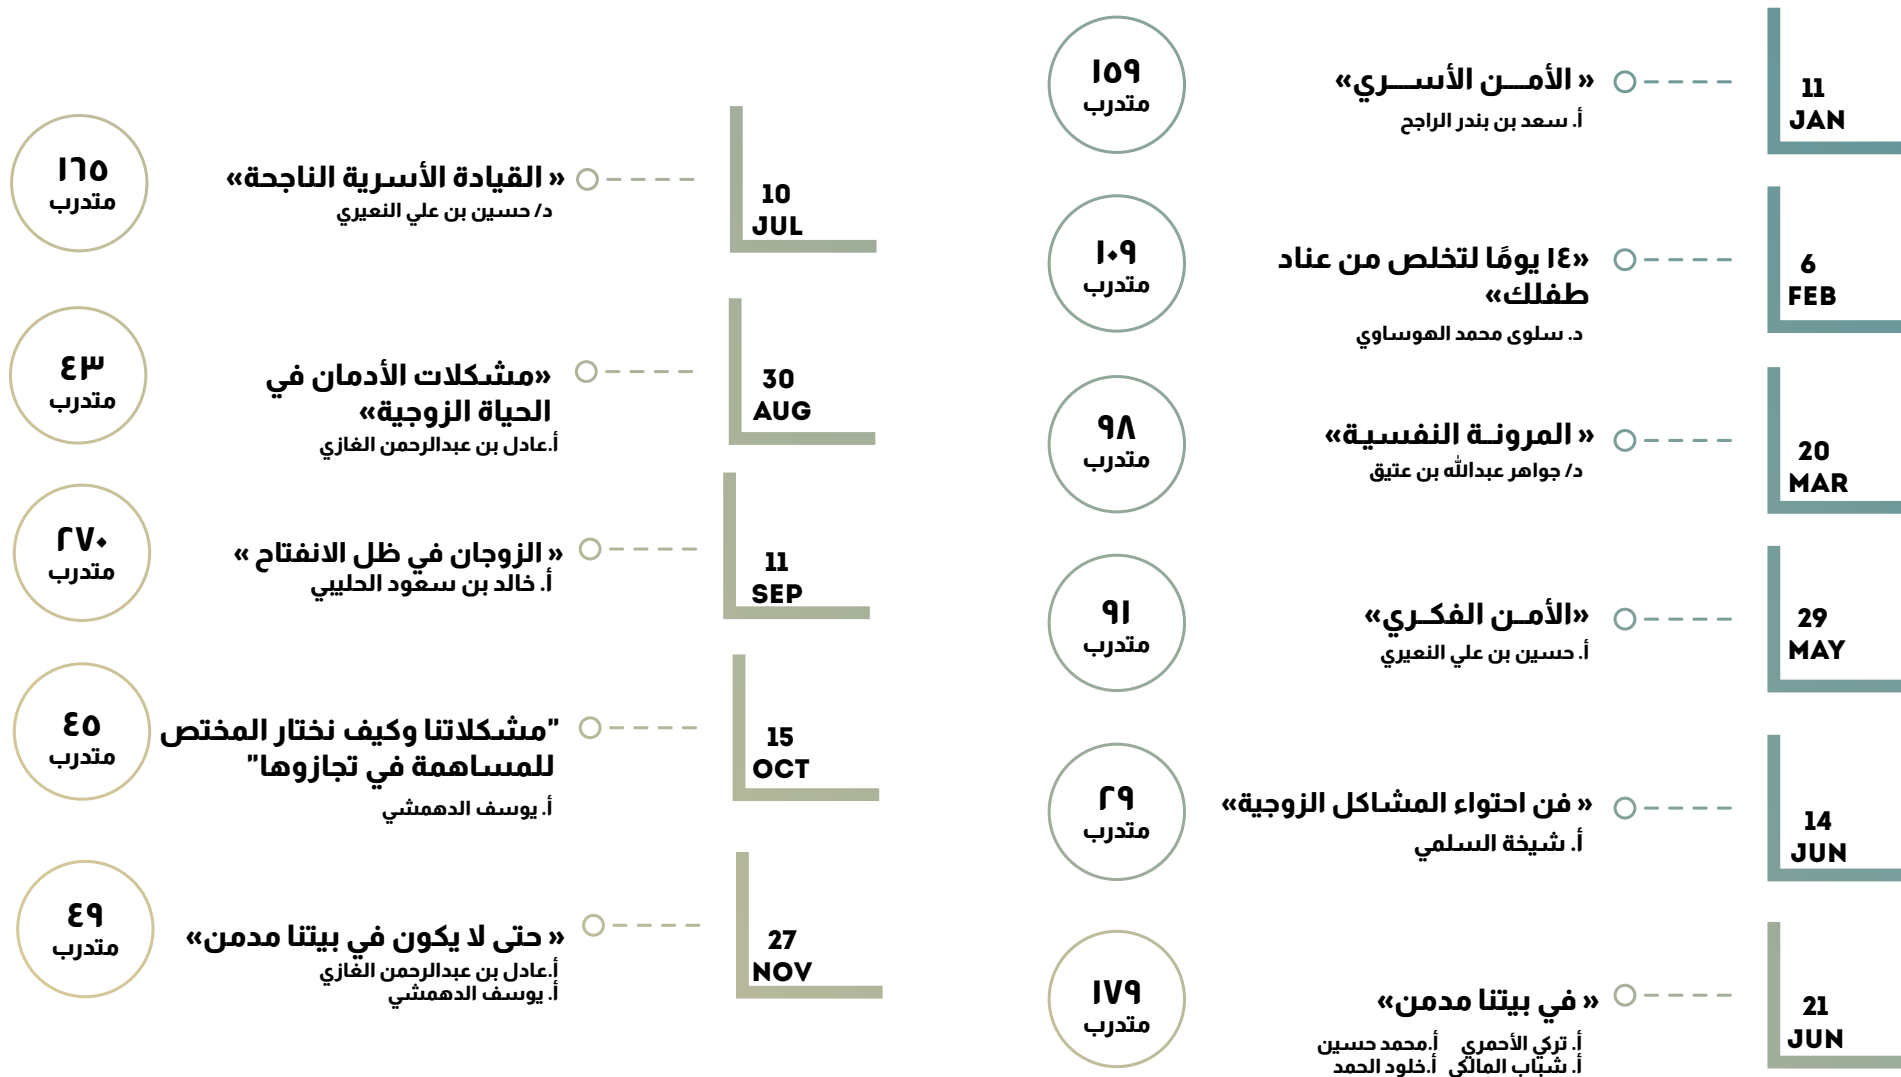 11
JAN
« الأمـــن الأســـــري»
أ. سعد بن بندر الراجح
١٥٩
متدرب
6
FEB
«١٤ يومًا لتخلص من عناد
طفلك»
د. سلوى محمد الهوساوي
١٠٩
متدرب
20
MAR
« المرونــة النفسيـة»
د/ جواهر عبدالله بن عتيق
٩٨
متدرب
29
MAY
«الأمــن الفكــري»
أ. حسين بن علي النعيري
٩١
متدرب
14
JUN
« فن احتواء المشاكل الزوجية»
أ. شيخة السلمي
٢٩
متدرب
21
JUN
« في بيتنا مدمن»
أ. تركي الأحمري أ.محمد حسين
أ. شباب المالكي أ.خلود الحمد
١٧٩
متدرب
10
JUL
« القيادة الأسرية الناجحة»
د/ حسين بن علي النعيري
١٦٥
متدرب
30
AUG
«مشكلات الأدمان في
الحياة الزوجية»
أ.عادل بن عبدالرحمن الغازي
٤٣
متدرب
11
SEP
« الزوجان في ظل الانفتاح »
أ. خالد بن سعود الحليبي
٢٧٠
متدرب
15
OCT
"مشكلاتنا وكيف نختار المختص
للمساهمة في تجازوها"
أ. يوسف الدهمشي
٤٥
متدرب
27
NOV
« حتى لا يكون في بيتنا مدمن»
أ.عادل بن عبدالرحمن الغازي
أ. يوسف الدهمشي
٤٩
متدرب